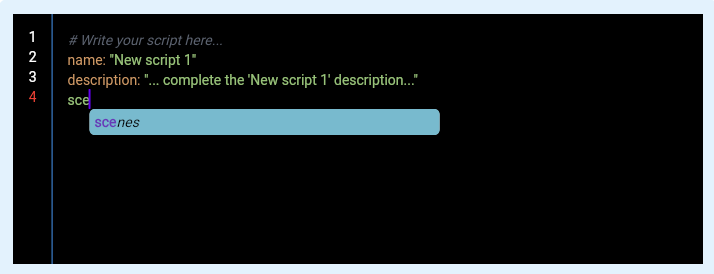 1 # Write your script here...
2 name: "New script 1"
3 description: "... complete the 'New script 1' description..."
4 sce
scenes